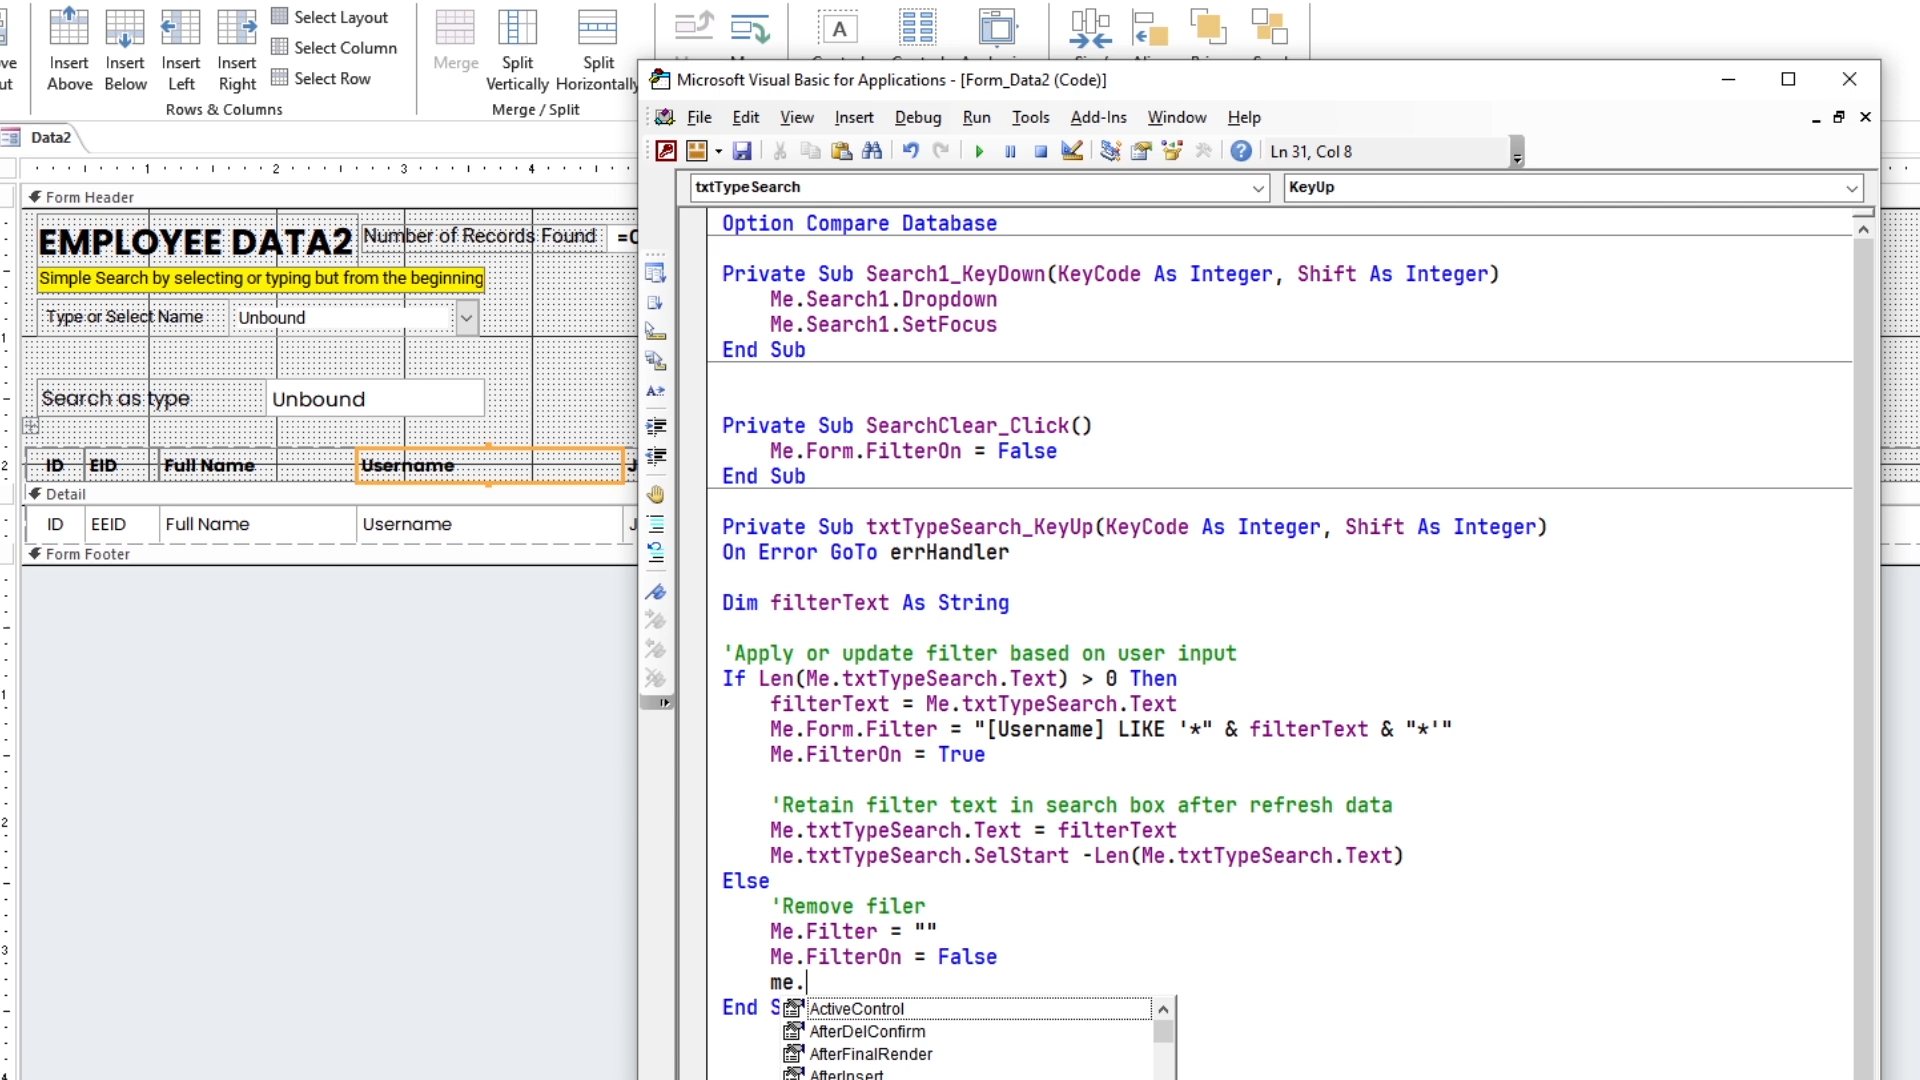 Insert Above
Insert Below
Insert Left
Insert Right
Select Layout
Select Column
Select Row
Rows & Columns
Merge
Split Vertically
Split Horizontally
Merge / Split
Data2
1 2 3 4
Form Header
EMPLOYEE DATA2
Number of Records Found
Simple Search by selecting or typing but from the beginning
Type or Select Name
Unbound
Search as type
Unbound
ID EID Full Name Username
Detail
ID EEID Full Name Username
Form Footer
Microsoft Visual Basic for Applications - [Form_Data2 (Code)]
File Edit View Insert Debug Run Tools Add-Ins Window Help
Ln 31, Col 8
txtTypeSearch
KeyUp
Option Compare Database
Private Sub Search1_KeyDown(KeyCode As Integer, Shift As Integer)
Me.Search1.Dropdown
Me.Search1.SetFocus
End Sub
Private Sub SearchClear_Click()
Me.Form.FilterOn = False
End Sub
Private Sub txtTypeSearch_KeyUp(KeyCode As Integer, Shift As Integer)
On Error GoTo errHandler
Dim filterText As String
'Apply or update filter based on user input
If Len(Me.txtTypeSearch.Text) > 0 Then
filterText = Me.txtTypeSearch.Text
Me.Form.Filter = "[Username] LIKE '*" & filterText & "*'"
Me.FilterOn = True
'Retain filter text in search box after refresh data
Me.txtTypeSearch.Text = filterText
Me.txtTypeSearch.SelStart -Len(Me.txtTypeSearch.Text)
Else
'Remove filer
Me.Filter = ""
Me.FilterOn = False
me.
End S
ActiveControl
AfterDelConfirm
AfterFinalRender
AfterInsert